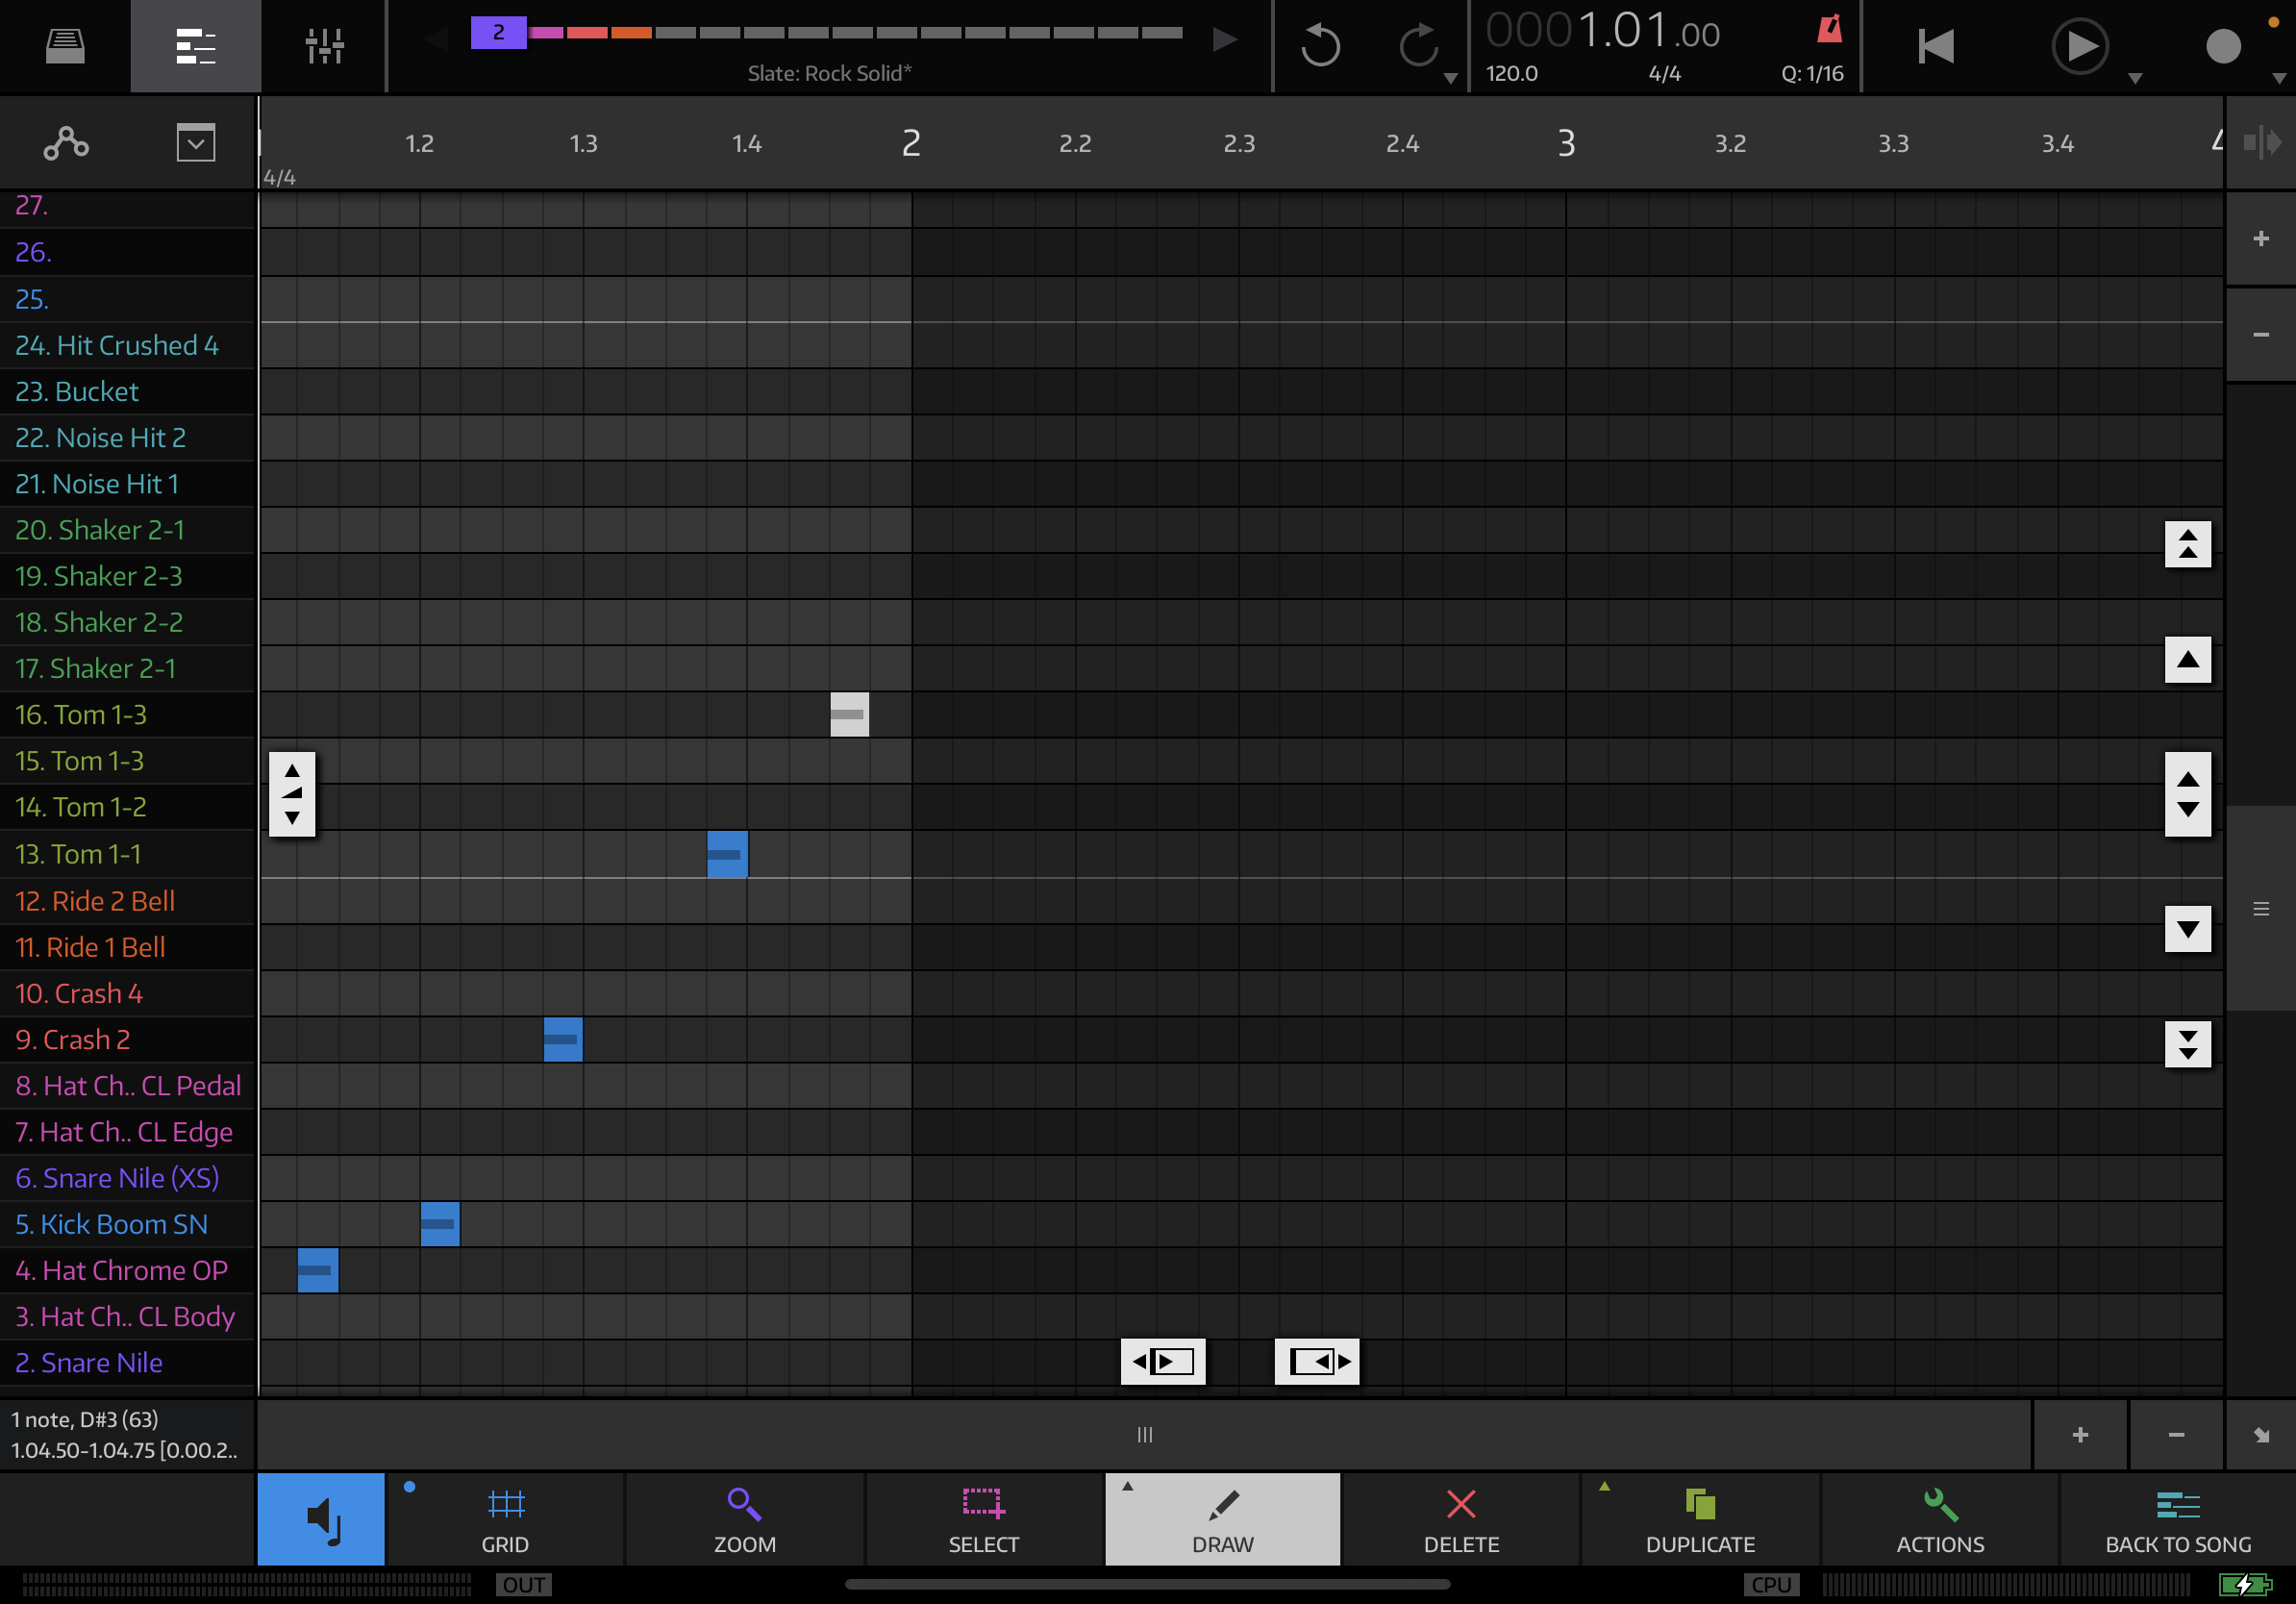 2
Slate: Rock Solid*
0001.01.00
120.0 4/4 Q: 1/16
1.2 1.3 1.4 2 2.2 2.3 2.4 3 3.2 3.3 3.4
4/4
27.
26.
25.
24. Hit Crushed 4
23. Bucket
22. Noise Hit 2
21. Noise Hit 1
20. Shaker 2-1
19. Shaker 2-3
18. Shaker 2-2
17. Shaker 2-1
16. Tom 1-3
15. Tom 1-3
14. Tom 1-2
13. Tom 1-1
12. Ride 2 Bell
11. Ride 1 Bell
10. Crash 4
9. Crash 2
8. Hat Ch.. CL Pedal
7. Hat Ch.. CL Edge
6. Snare Nile (XS)
5. Kick Boom SN
4. Hat Chrome OP
3. Hat Ch.. CL Body
2. Snare Nile
1 note, D#3 (63)
1.04.50-1.04.75 [0.00.2..
GRID ZOOM SELECT DRAW DELETE DUPLICATE ACTIONS BACK TO SONG
OUT CPU